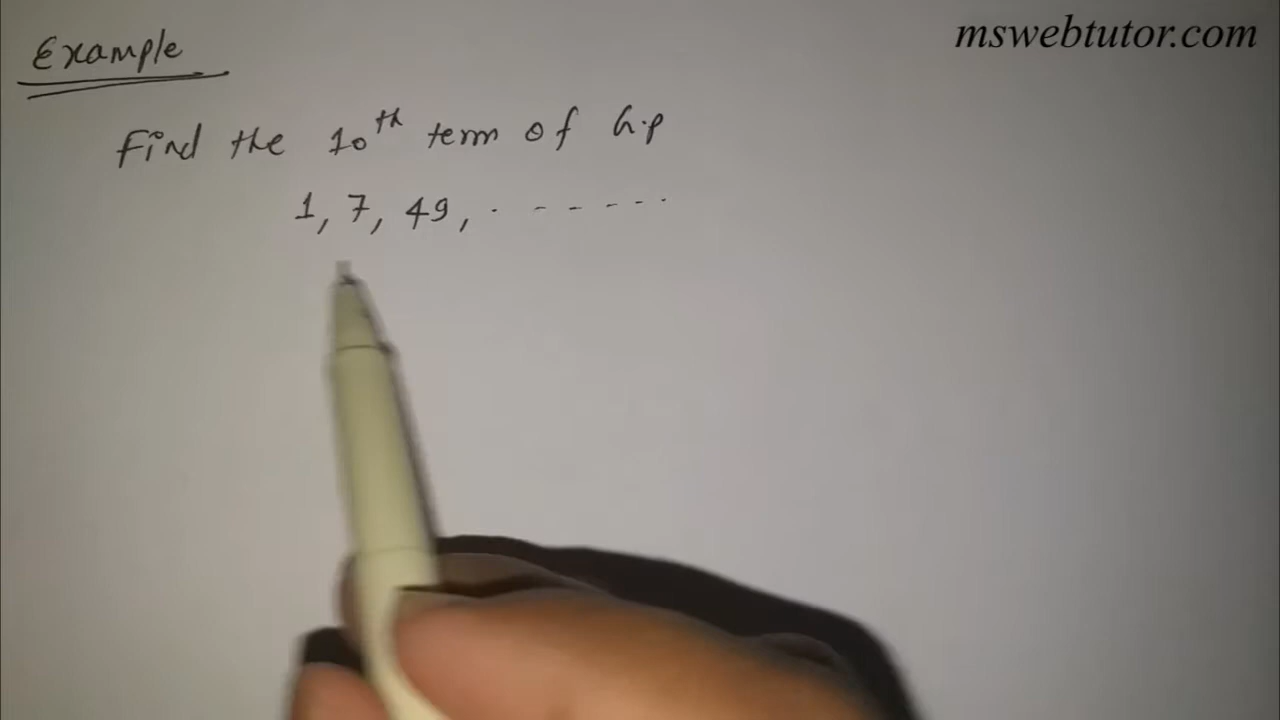 mswebtutor.com
Example
Find the 10th term of G.P
1, 7, 49, . - - - - - .